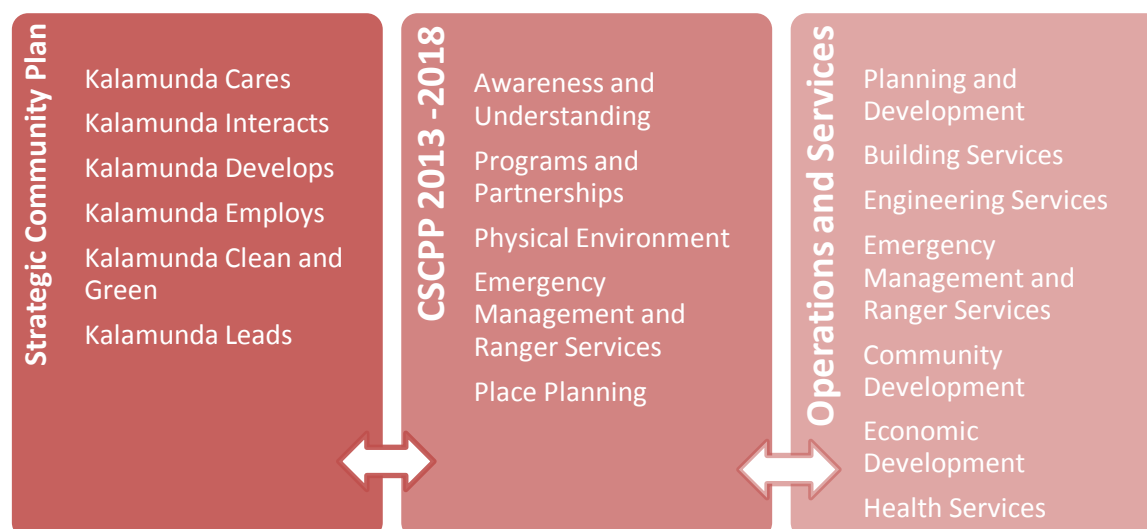 Strategic Community Plan
Kalamunda Cares
Kalamunda Interacts
Kalamunda Develops
Kalamunda Employs
Kalamunda Clean and
Green
Kalamunda Leads
CSCPP 2013 -2018
Awareness and
Understanding
Programs and
Partnerships
Physical Environment
Emergency
Management and
Ranger Services
Place Planning
Operations and Services
Planning and
Development
Building Services
Engineering Services
Emergency
Management and
Ranger Services
Community
Development
Economic
Development
Health Services